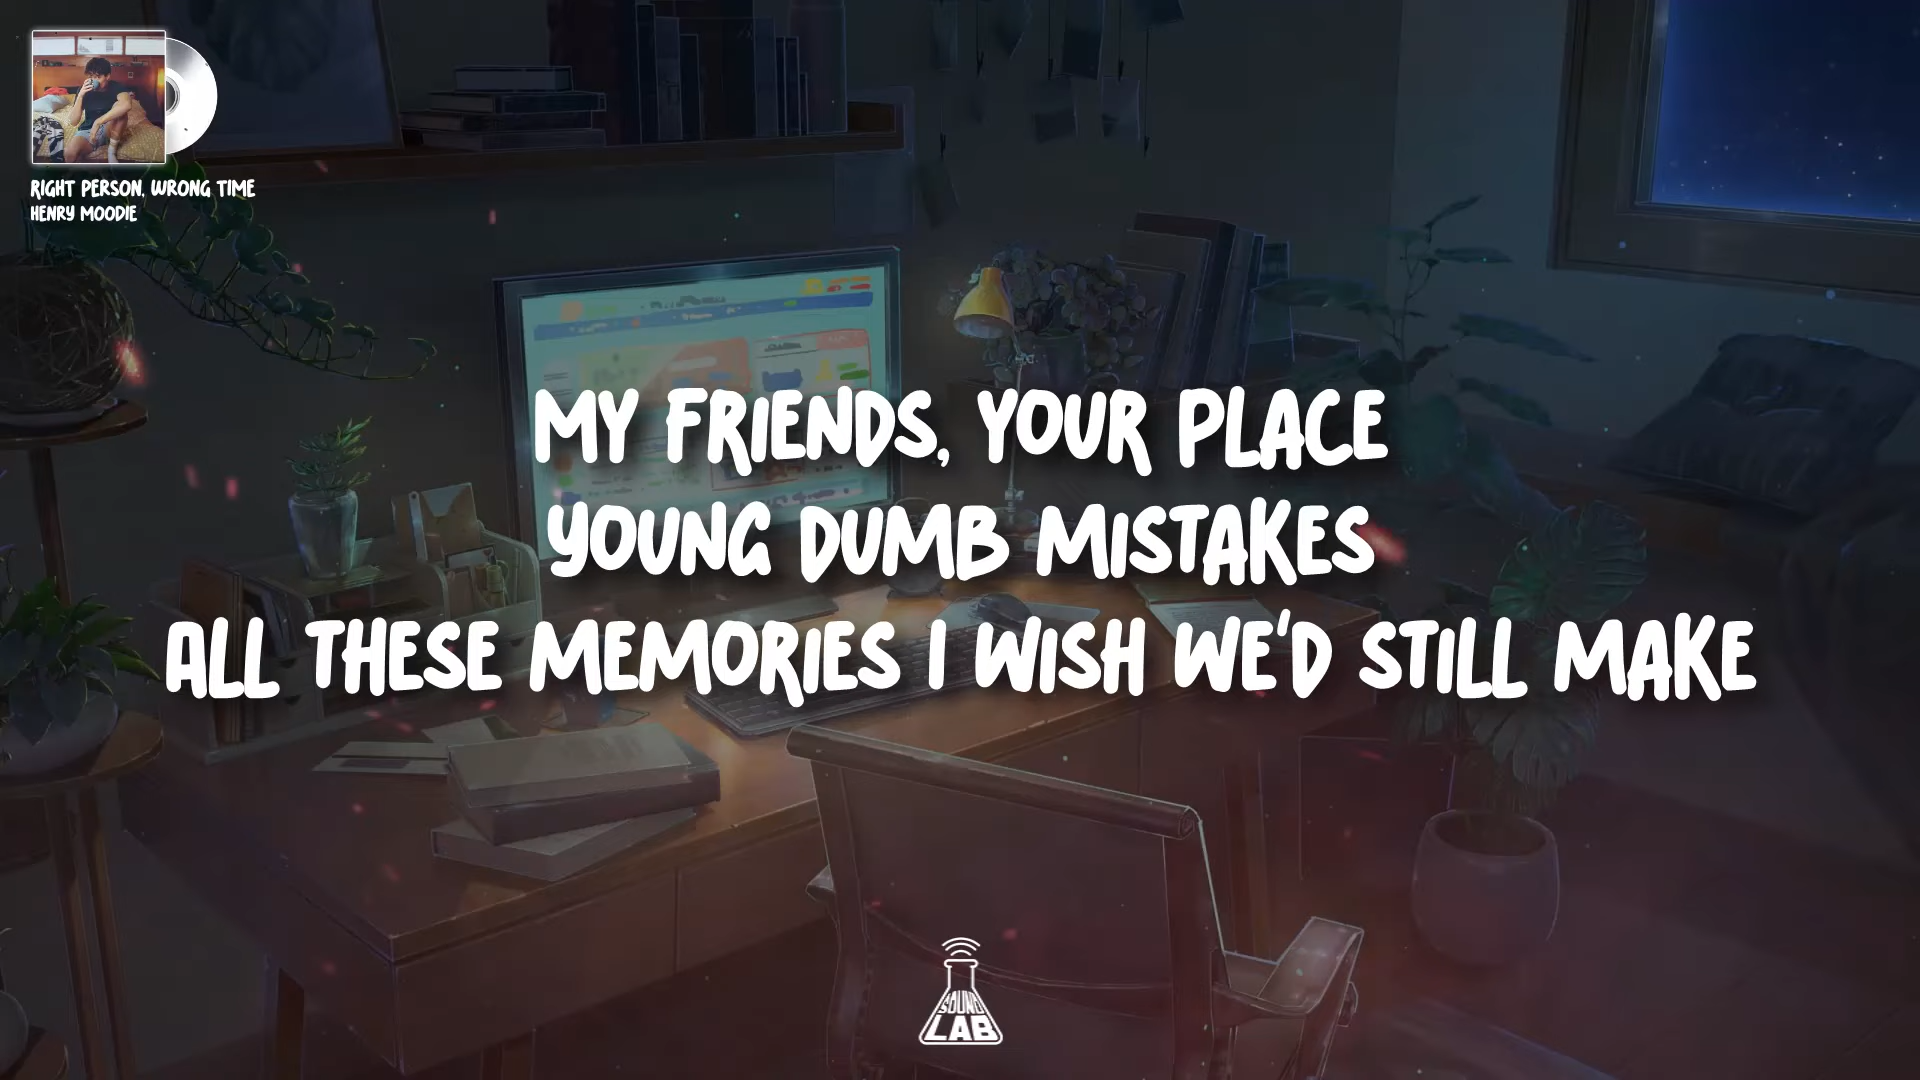 RIGHT PERSON, WRONG TIME
HENRY MOODIE
MY FRIENDS, YOUR PLACE
YOUNG DUMB MISTAKES
ALL THESE MEMORIES I WISH WE'D STILL MAKE
SOUND
LAB